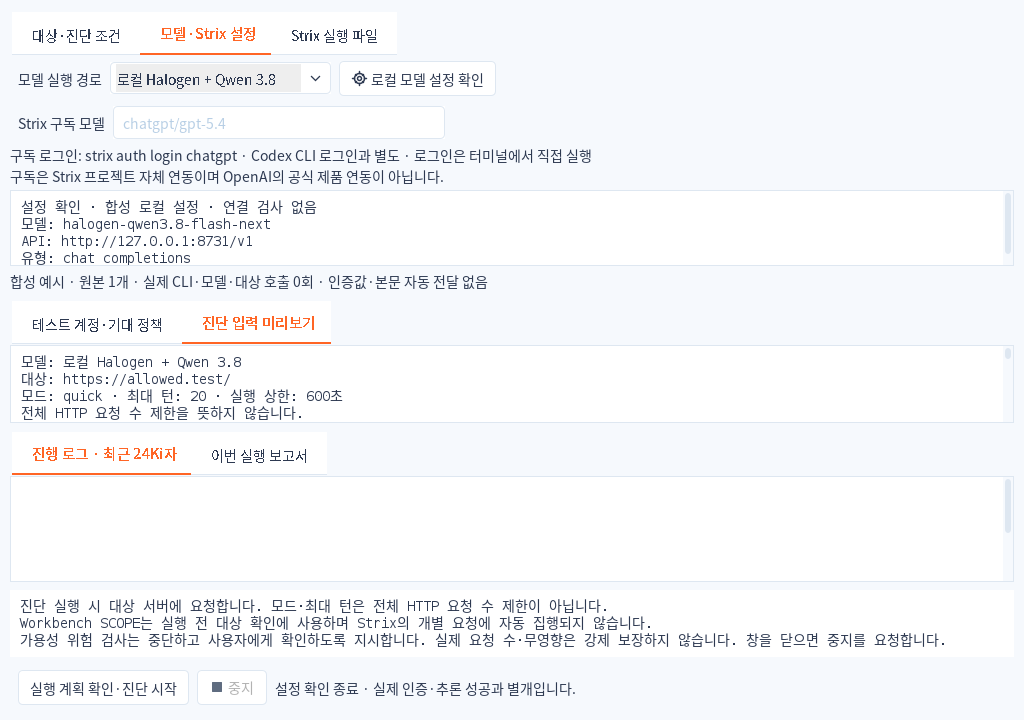 대상·진단 조건
모델·Strix 설정
Strix 실행 파일
모델 실행 경로
로컬 Halogen + Qwen 3.8
로컬 모델 설정 확인
Strix 구독 모델
chatgpt/gpt-5.4
구독 로그인: strix auth login chatgpt · Codex CLI 로그인과 별도 · 로그인은 터미널에서 직접 실행
구독은 Strix 프로젝트 자체 연동이며 OpenAI의 공식 제품 연동이 아닙니다.
설정 확인 · 합성 로컬 설정 · 연결 검사 없음
모델: halogen-qwen3.8-flash-next
API: http://127.0.0.1:8731/v1
유형: chat completions
합성 예시 · 원본 1개 · 실제 CLI·모델·대상 호출 0회 · 인증값·본문 자동 전달 없음
테스트 계정·기대 정책
진단 입력 미리보기
모델: 로컬 Halogen + Qwen 3.8
대상: https://allowed.test/
모드: quick · 최대 턴: 20 · 실행 상한: 600초
전체 HTTP 요청 수 제한을 뜻하지 않습니다.
진행 로그 · 최근 24Ki자
이번 실행 보고서
진단 실행 시 대상 서버에 요청합니다. 모드·최대 턴은 전체 HTTP 요청 수 제한이 아닙니다.
Workbench SCOPE는 실행 전 대상 확인에 사용하며 Strix의 개별 요청에 자동 집행되지 않습니다.
가용성 위험 검사는 중단하고 사용자에게 확인하도록 지시합니다. 실제 요청 수·무영향은 강제 보장하지 않습니다. 창을 닫으면 중지를 요청합니다.
실행 계획 확인·진단 시작
중지
설정 확인 종료 · 실제 인증·추론 성공과 별개입니다.